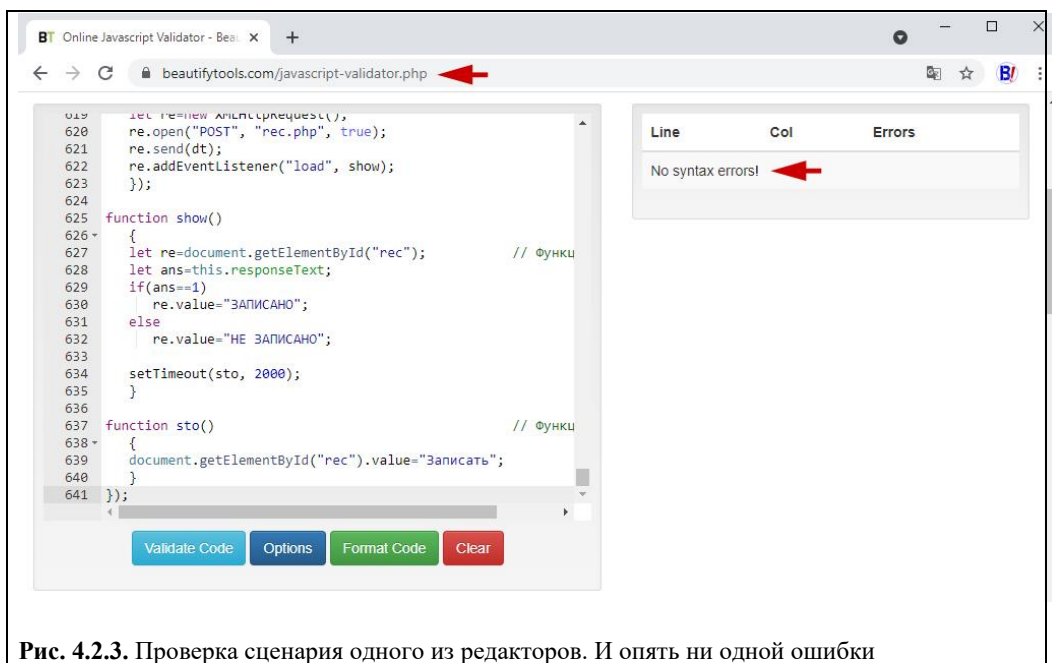 BT Online Javascript Validator - Beau
beautifytools.com/javascript-validator.php
619 let re=new XMLHttpRequest();
620 re.open("POST", "rec.php", true);
621 re.send(dt);
622 re.addEventListener("load", show);
623 });
624
625 function show()
626 {
627 let re=document.getElementById("rec"); // Функц
628 let ans=this.responseText;
629 if(ans==1)
630 re.value="ЗАПИСАНО";
631 else
632 re.value="НЕ ЗАПИСАНО";
633
634 setTimeout(sto, 2000);
635 }
636
637 function sto() // Функц
638 {
639 document.getElementById("rec").value="Записать";
640 }
641 });
Validate Code Options Format Code Clear
Line Col Errors
No syntax errors!
Рис. 4.2.3. Проверка сценария одного из редакторов. И опять ни одной ошибки